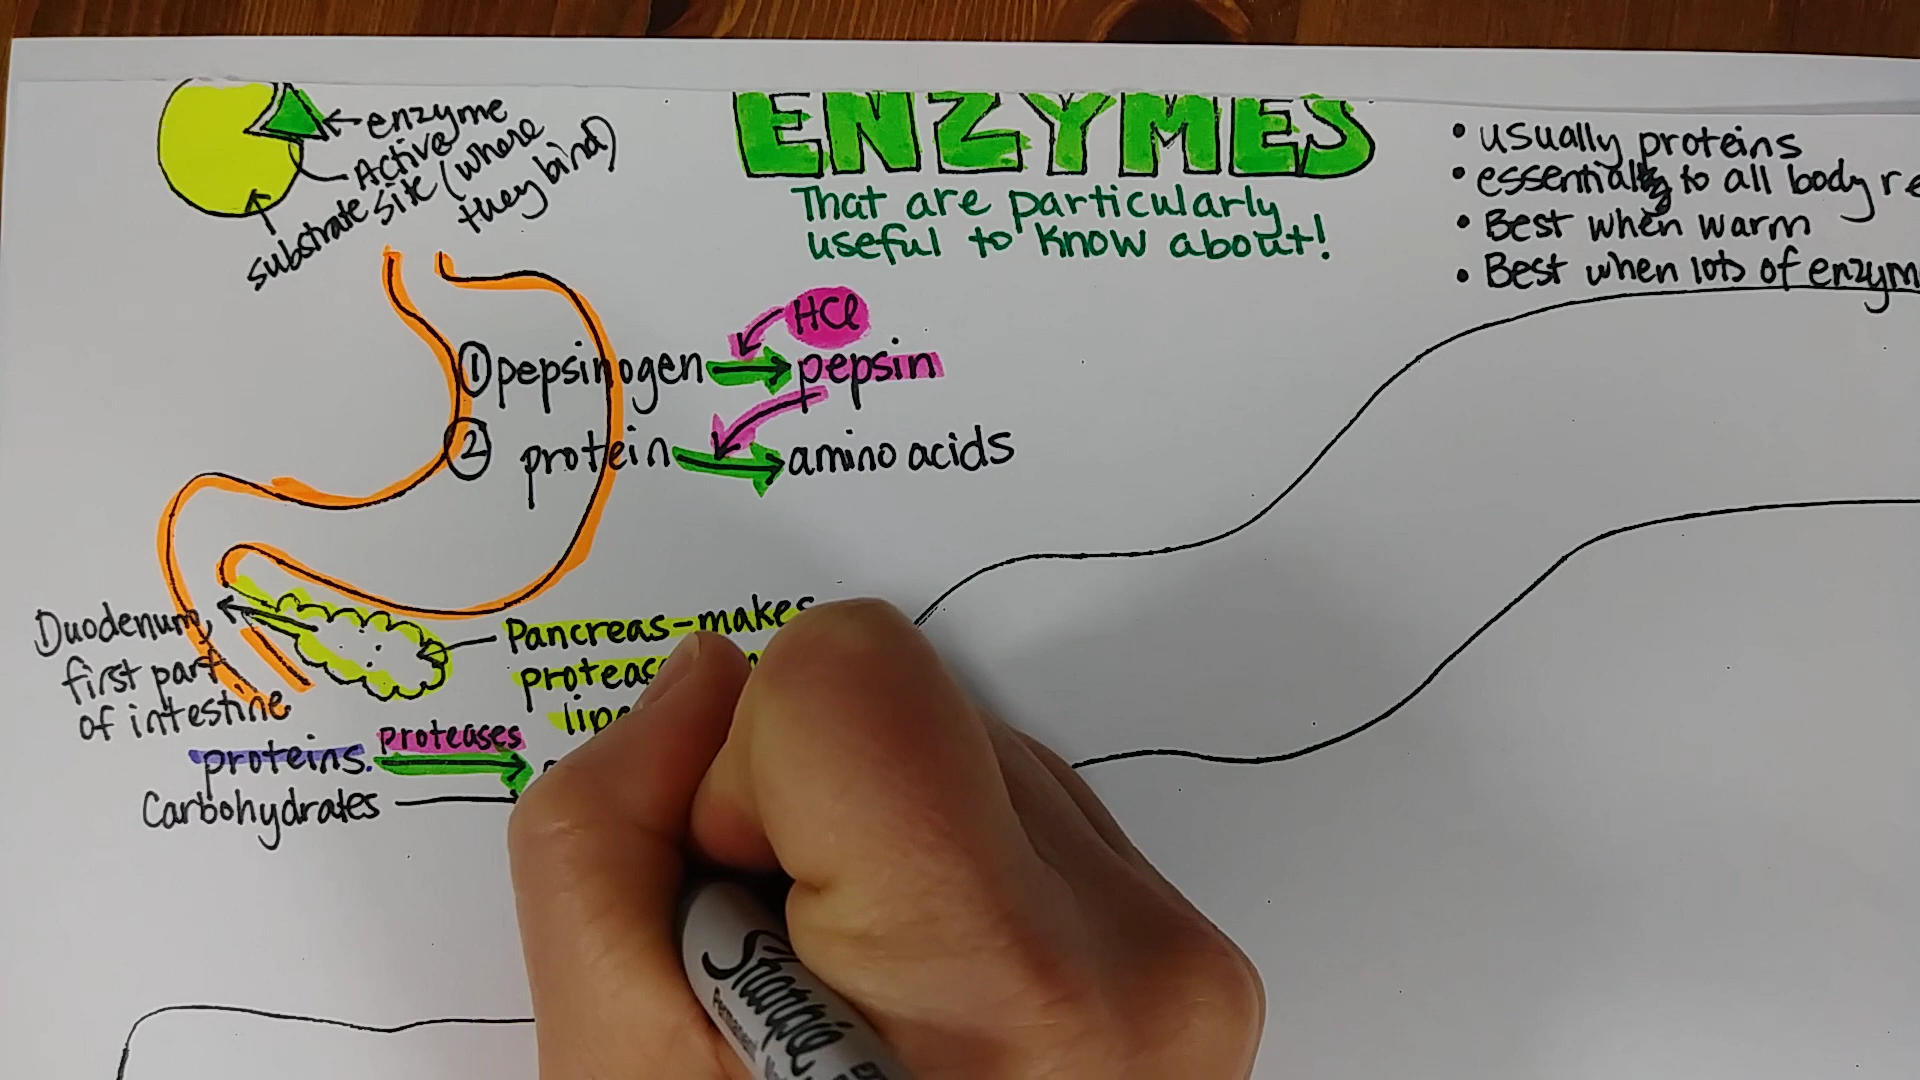 enzyme
Active
site (where
they bind)
substrate
ENZYMES
That are particularly
useful to know about!
• usually proteins
• essential to all body
• Best when warm
• Best when lots of
HCl
① pepsinogen → pepsin
② protein → amino acids
Duodenum,
first part
of intestine
Pancreas - makes
proteins. proteases
Carbohydrates
Sharpie